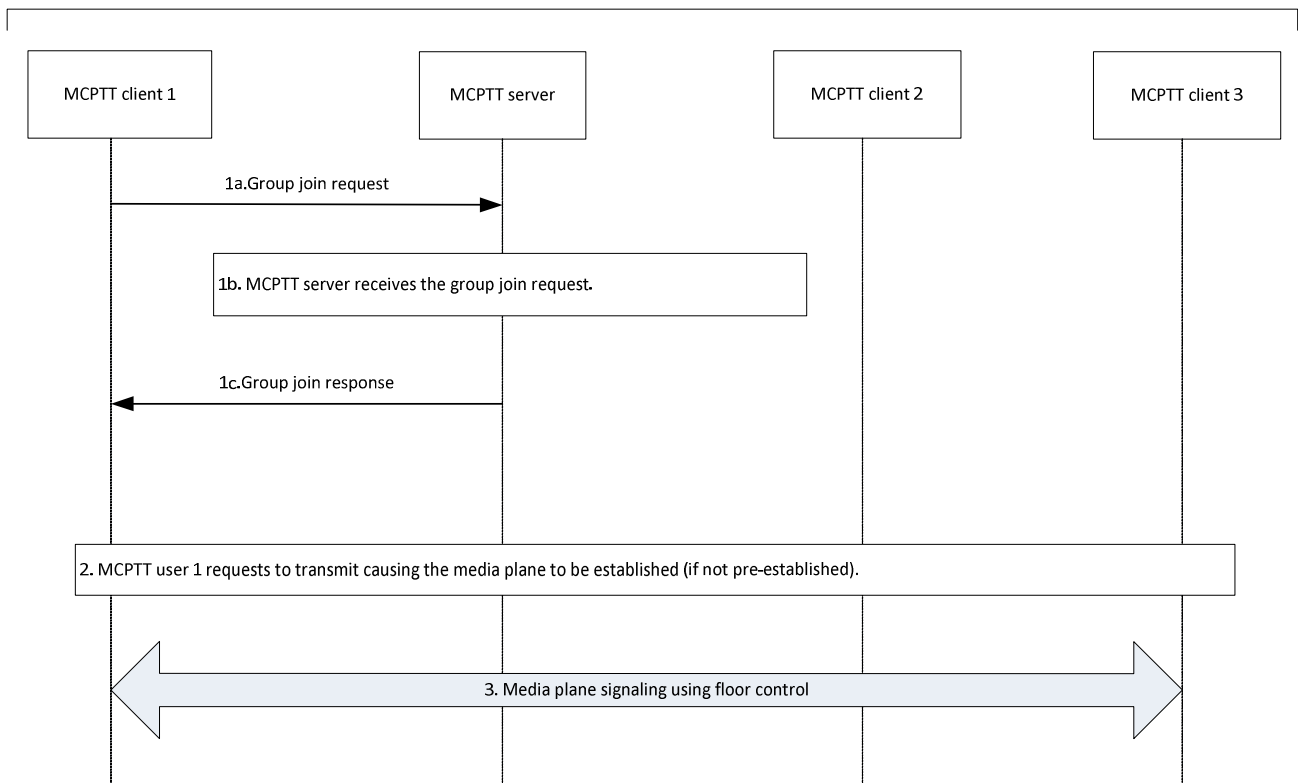 MCPTT client 1
MCPTT server
MCPTT client 2
MCPTT client 3
1a.Group join request
1b. MCPTT server receives the group join request.
1c.Group join response
2. MCPTT user 1 requests to transmit causing the media plane to be established (if not pre-established).
3. Media plane signaling using floor control